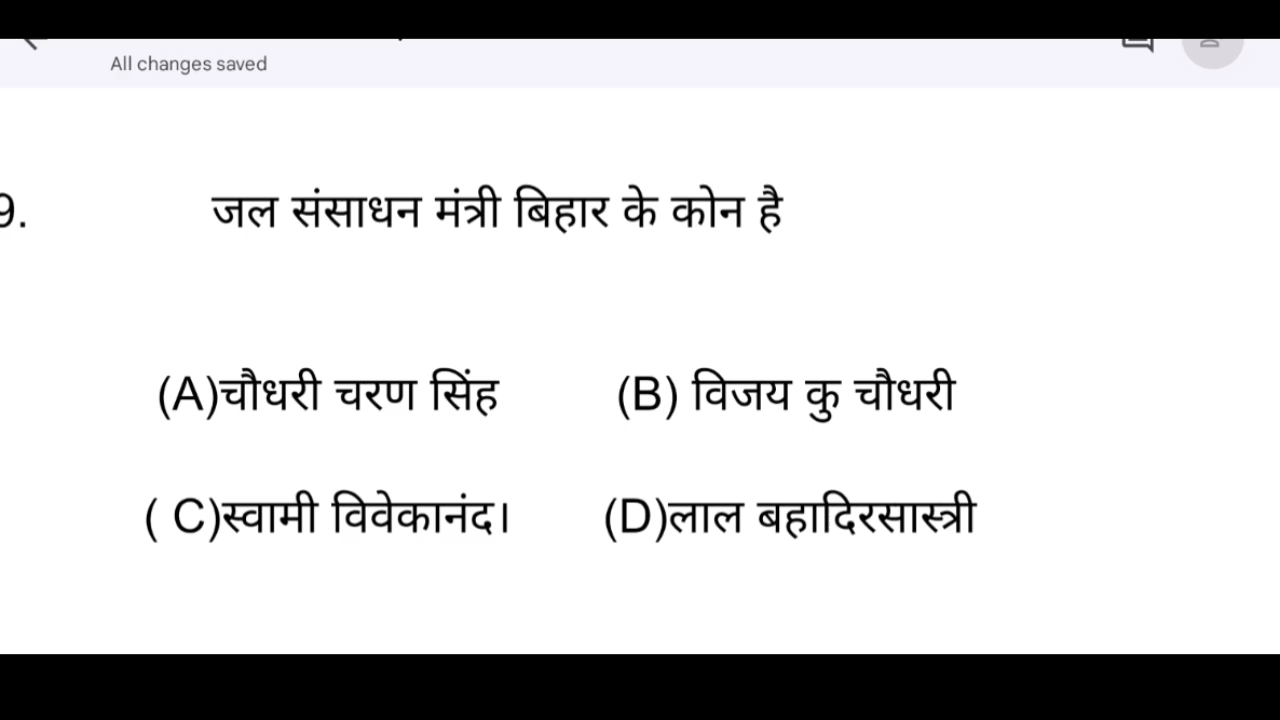 All changes saved
9. जल संसाधन मंत्री बिहार के कोन है
(A)चौधरी चरण सिंह (B) विजय कु चौधरी
( C)स्वामी विवेकानंद। (D)लाल बहादिरसास्त्री